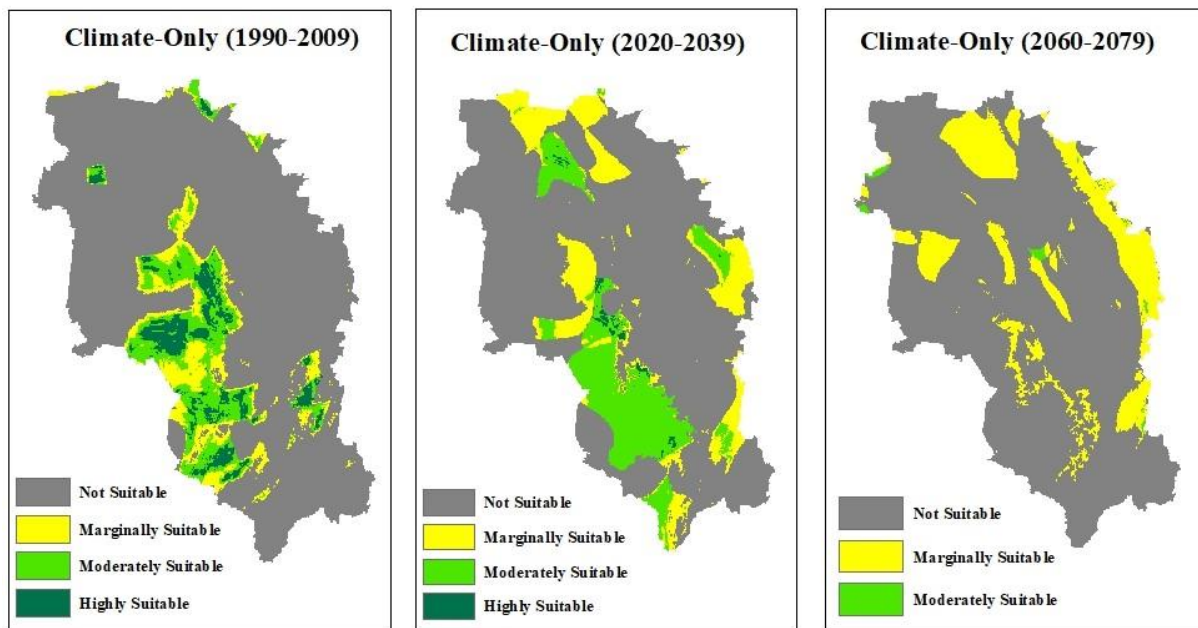 Climate-Only (1990-2009)
Not Suitable
Marginally Suitable
Moderately Suitable
Highly Suitable
Climate-Only (2020-2039)
Not Suitable
Marginally Suitable
Moderately Suitable
Highly Suitable
Climate-Only (2060-2079)
Not Suitable
Marginally Suitable
Moderately Suitable